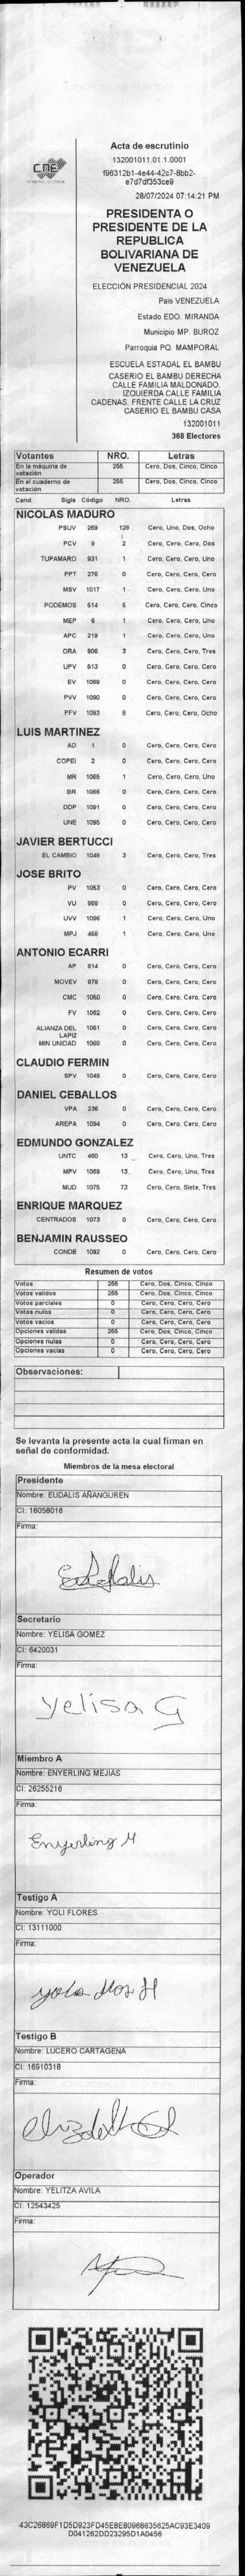 CNE
Acta de escrutinio
132001011.01.1.0001
f96312b1-4e44-42c7-8bb2-
e7d7df353ce9
28/07/2024 07:14:21 PM
PRESIDENTA O
PRESIDENTE DE LA
REPUBLICA
BOLIVARIANA DE
VENEZUELA
ELECCIÓN PRESIDENCIAL 2024
Pais VENEZUELA
Estado EDO. MIRANDA
Municipio MP. BUROZ
Parroquia PQ. MAMPORAL
ESCUELA ESTADAL EL BAMBU
CASERIO EL BAMBU DERECHA
CALLE FAMILIA MALDONADO.
IZQUIERDA CALLE FAMILIA
CADENAS. FRENTE CALLE LA CRUZ
CASERIO EL BAMBU CASA
132001011
368 Electores
Votantes NRO. Letras
En la máquina de votación 255 Cero, Dos, Cinco, Cinco
En el cuaderno de votación 255 Cero, Dos, Cinco, Cinco
Cand. Sigla Código NRO. Letras
NICOLAS MADURO
PSUV 269 128 Cero, Uno, Dos, Ocho
PCV 9 2 Cero, Cero, Cero, Dos
TUPAMARO 931 1 Cero, Cero, Cero, Uno
PPT 276 0 Cero, Cero, Cero, Cero
MSV 1017 1 Cero, Cero, Cero, Uno
PODEMOS 514 5 Cero, Cero, Cero, Cinco
MEP 6 1 Cero, Cero, Cero, Uno
APC 219 1 Cero, Cero, Cero, Uno
ORA 906 3 Cero, Cero, Cero, Tres
UPV 513 0 Cero, Cero, Cero, Cero
EV 1089 0 Cero, Cero, Cero, Cero
PVV 1090 0 Cero, Cero, Cero, Cero
PFV 1093 8 Cero, Cero, Cero, Ocho
LUIS MARTINEZ
AD 1 0 Cero, Cero, Cero, Cero
COPEI 2 0 Cero, Cero, Cero, Cero
MR 1065 1 Cero, Cero, Cero, Uno
BR 1066 0 Cero, Cero, Cero, Cero
DDP 1091 0 Cero, Cero, Cero, Cero
UNE 1095 0 Cero, Cero, Cero, Cero
JAVIER BERTUCCI
EL CAMBIO 1048 3 Cero, Cero, Cero, Tres
JOSE BRITO
PV 1053 0 Cero, Cero, Cero, Cero
VU 869 0 Cero, Cero, Cero, Cero
UVV 1096 1 Cero, Cero, Cero, Uno
MPJ 458 1 Cero, Cero, Cero, Uno
ANTONIO ECARRI
AP 814 0 Cero, Cero, Cero, Cero
MOVEV 978 0 Cero, Cero, Cero, Cero
CMC 1050 0 Cero, Cero, Cero, Cero
FV 1062 0 Cero, Cero, Cero, Cero
ALIANZA DEL LAPIZ 1051 0 Cero, Cero, Cero, Cero
MIN UNIDAD 1068 0 Cero, Cero, Cero, Cero
CLAUDIO FERMIN
SPV 1049 0 Cero, Cero, Cero, Cero
DANIEL CEBALLOS
VPA 236 0 Cero, Cero, Cero, Cero
AREPA 1094 0 Cero, Cero, Cero, Cero
EDMUNDO GONZALEZ
UNTC 460 13 Cero, Cero, Uno, Tres
MPV 1069 13 Cero, Cero, Uno, Tres
MUD 1075 73 Cero, Cero, Siete, Tres
ENRIQUE MARQUEZ
CENTRADOS 1073 0 Cero, Cero, Cero, Cero
BENJAMIN RAUSSEO
CONDE 1092 0 Cero, Cero, Cero, Cero
Resumen de votos
Votos 255 Cero, Dos, Cinco, Cinco
Votos validos 255 Cero, Dos, Cinco, Cinco
Votos parciales 0 Cero, Cero, Cero, Cero
Votos nulos 0 Cero, Cero, Cero, Cero
Votos vacios 0 Cero, Cero, Cero, Cero
Opciones validas 255 Cero, Dos, Cinco, Cinco
Opciones nulas 0 Cero, Cero, Cero, Cero
Opciones vacias 0 Cero, Cero, Cero, Cero
Observaciones:
Se levanta la presente acta la cual firman en
señal de conformidad.
Miembros de la mesa electoral
Presidente
Nombre: EUDALIS AÑANGUREN
CI: 16058016
Firma:
Eudalis
Secretario
Nombre: YELISA GOMEZ
CI: 6420031
Firma:
Yelisa G
Miembro A
Nombre: ENYERLING MEJIAS
CI: 26255216
Firma:
Enyerling M
Testigo A
Nombre: YOLI FLORES
CI: 13111000
Firma:
Testigo B
Nombre: LUCERO CARTAGENA
CI: 16910318
Firma:
Operador
Nombre: YELITZA AVILA
CI: 12543425
Firma:
43C26869F1D5D923FD45E8E80968635625AC93E3409
D041262DD23295D1A0456